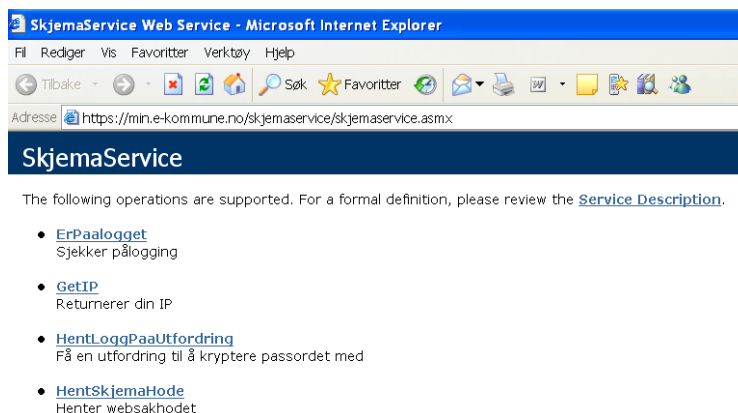 SkjemaService Web Service - Microsoft Internet Explorer
Fil Rediger Vis Favoritter Verktøy Hjelp
Tilbake Søk Favoritter
Adresse https://min.e-kommune.no/skjemaservice/skjemaservice.asmx
SkjemaService
The following operations are supported. For a formal definition, please review the Service Description.
ErPaalogget
Sjekker pålogging
GetIP
Returnerer din IP
HentLoggPaaUtfordring
Få en utfordring til å kryptere passordet med
HentSkjemaHode
Henter websakhodet